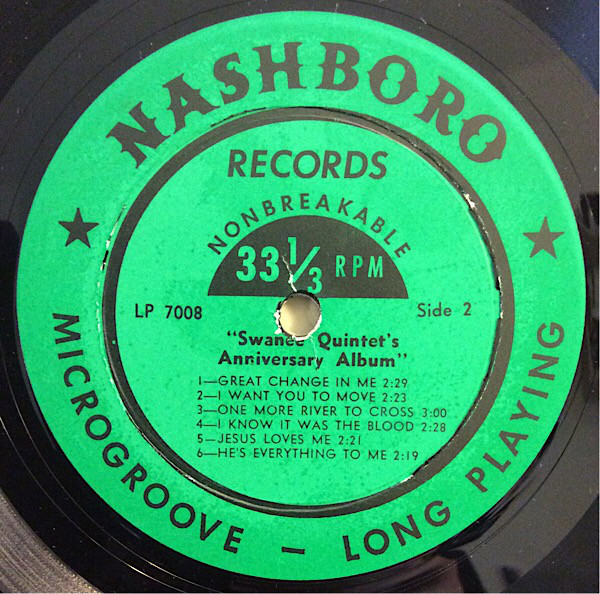 NASHBORO
RECORDS
NONBREAKABLE
33 1/3 RPM
LP 7008
Side 2
"Swanee Quintet's
Anniversary Album"
1—GREAT CHANGE IN ME 2:29
2—I WANT YOU TO MOVE 2:23
3—ONE MORE RIVER TO CROSS 3:00
4—I KNOW IT WAS THE BLOOD 2:28
5—JESUS LOVES ME 2:21
6—HE'S EVERYTHING TO ME 2:19
MICROGROOVE — LONG PLAYING